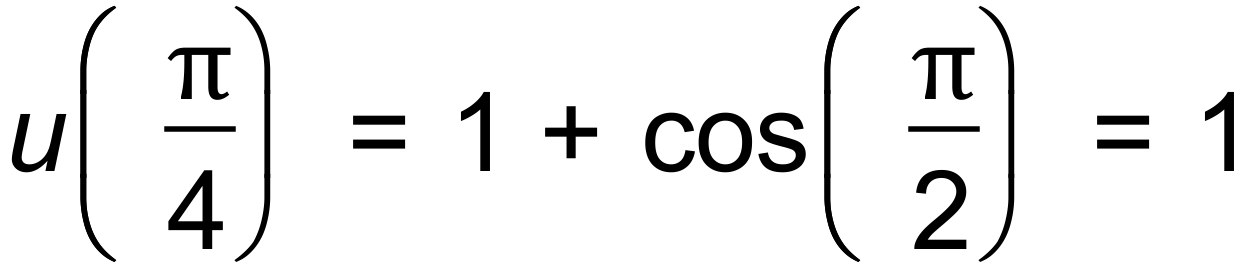 u(π/4) = 1 + cos(π/2) = 1